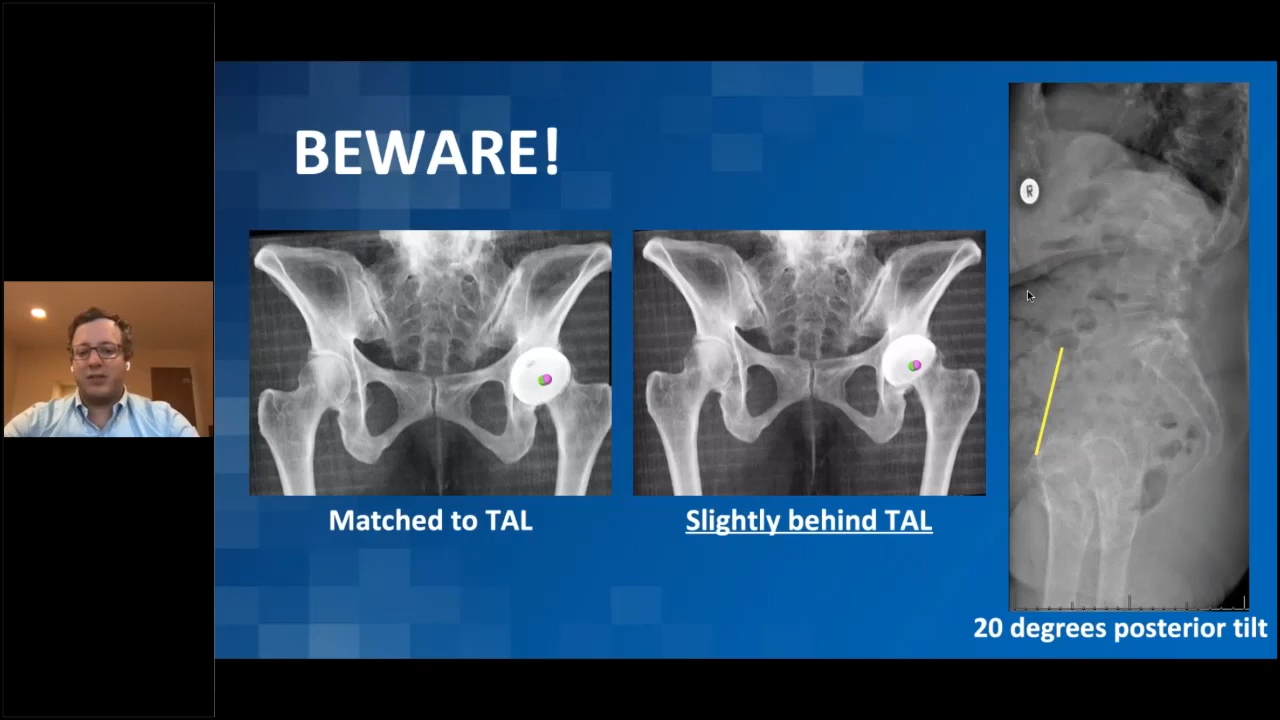 BEWARE!
R
Matched to TAL
Slightly behind TAL
20 degrees posterior tilt